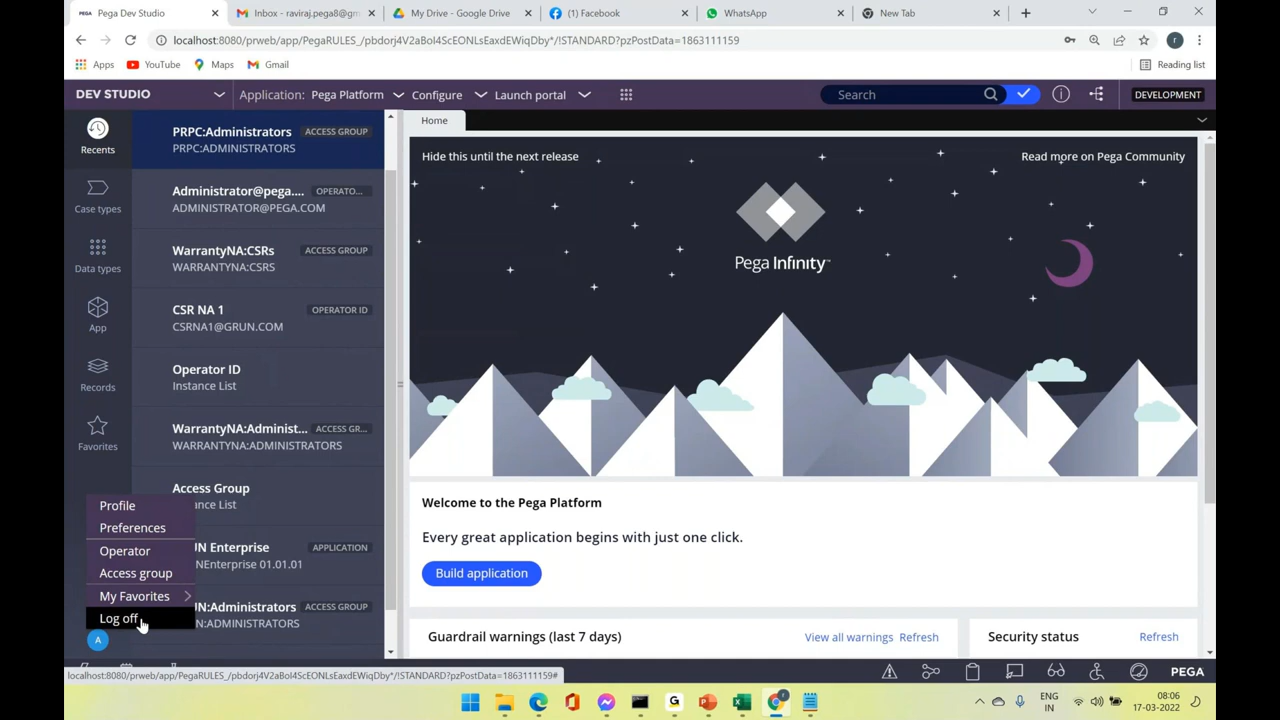 Pega Dev Studio
Inbox - raviraj.pega8@gm
My Drive - Google Drive
(1) Facebook
WhatsApp
New Tab
localhost:8080/prweb/app/PegaRULES_/pbdorj4V2aBoI4ScEONLsEaxdEWiqDby*/!STANDARD?pzPostData=1863111159
Apps
YouTube
Maps
Gmail
Reading list
DEV STUDIO
Application: Pega Platform
Configure
Launch portal
Search
DEVELOPMENT
Recents
Case types
Data types
App
Records
Favorites
PRPC:Administrators ACCESS GROUP
PRPC:ADMINISTRATORS
Administrator@pega.... OPERATO...
ADMINISTRATOR@PEGA.COM
WarrantyNA:CSRs ACCESS GROUP
WARRANTYNA:CSRS
CSR NA 1 OPERATOR ID
CSRNA1@GRUN.COM
Operator ID
Instance List
WarrantyNA:Administ... ACCESS GR...
WARRANTYNA:ADMINISTRATORS
Access Group
nce List
UN Enterprise APPLICATION
NEnterprise 01.01.01
UN:Administrators ACCESS GROUP
N:ADMINISTRATORS
Profile
Preferences
Operator
Access group
My Favorites
Log off
A
Home
Hide this until the next release
Read more on Pega Community
Pega Infinity™
Welcome to the Pega Platform
Every great application begins with just one click.
Build application
Guardrail warnings (last 7 days)
View all warnings Refresh
Security status
Refresh
localhost:8080/prweb/app/PegaRULES_/pbdorj4V2aBoI4ScEONLsEaxdEWiqDby*/!STANDARD?pzPostData=1863111159#
PEGA
ENG
IN
08:06
17-03-2022